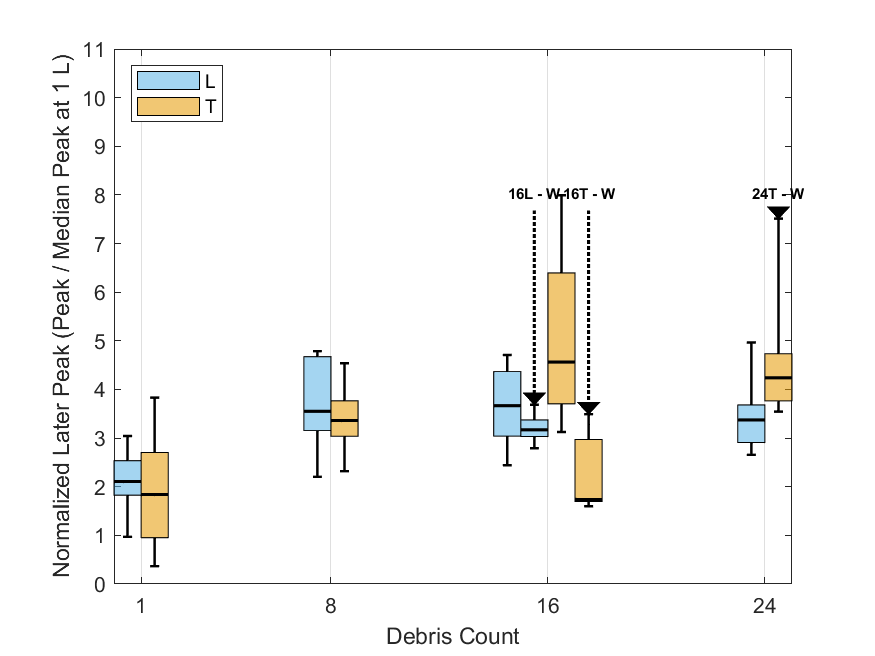 Normalized Later Peak (Peak / Median Peak at 1 L)
11
10
9
8
7
6
5
4
3
2
1
0
L
T
16L - W
16T - W
24T - W
1
8
16
24
Debris Count